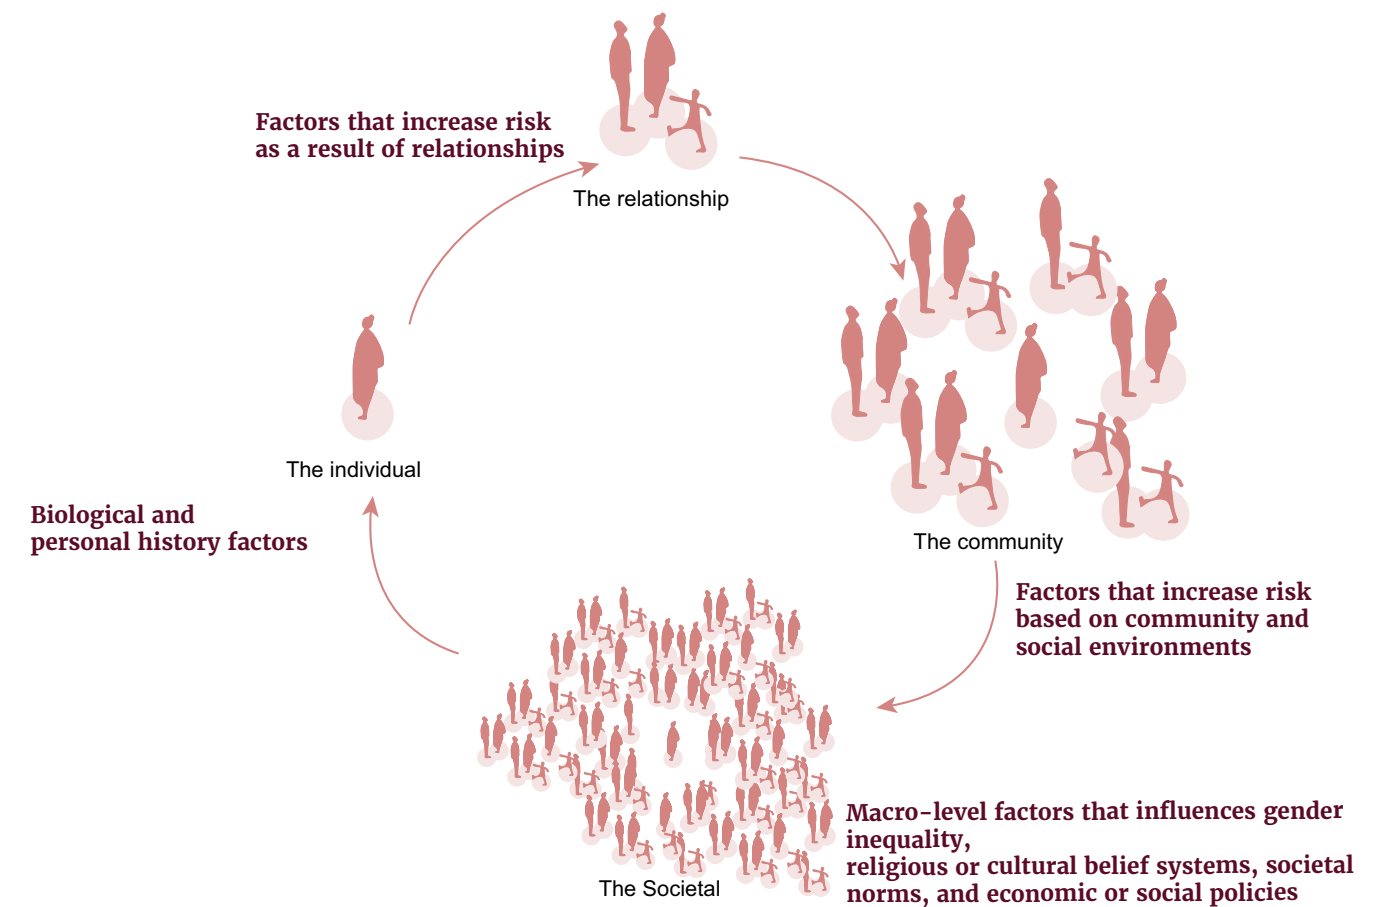 Factors that increase risk
as a result of relationships
The relationship
The individual
Biological and
personal history factors
The community
Factors that increase risk
based on community and
social environments
Macro-level factors that influences gender
inequality,
religious or cultural belief systems, societal
norms, and economic or social policies
The Societal